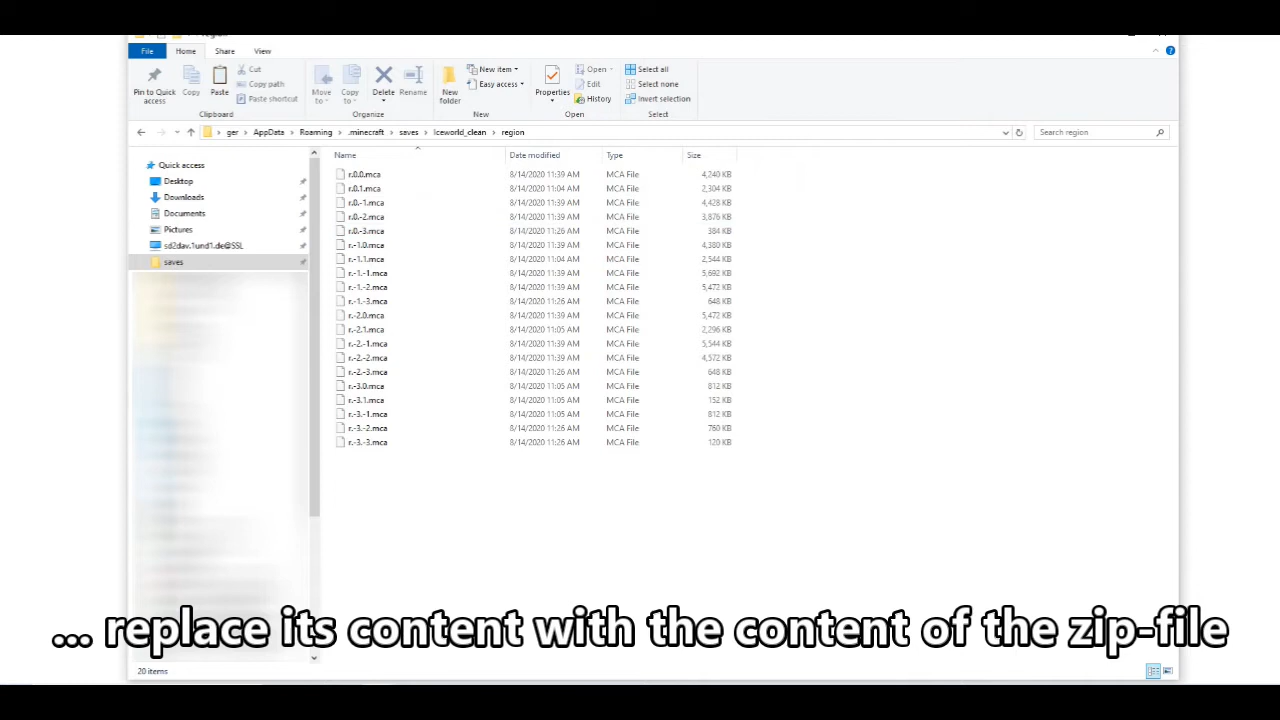 File Home Share View
Pin to Quick access
Copy
Paste
Cut
Copy path
Paste shortcut
Clipboard
Move to
Copy to
Delete
Rename
Organize
New folder
New item
Easy access
New
Properties
Open
Edit
History
Open
Select all
Select none
Invert selection
Select
ger › AppData › Roaming › .minecraft › saves › Iceworld_clean › region
Search region
Quick access
Desktop
Downloads
Documents
Pictures
sd2dav.1und1.de@SSL
saves
Name Date modified Type Size
r.0.0.mca 8/14/2020 11:39 AM MCA File 4,240 KB
r.0.1.mca 8/14/2020 11:04 AM MCA File 2,304 KB
r.0.-1.mca 8/14/2020 11:39 AM MCA File 4,428 KB
r.0.-2.mca 8/14/2020 11:39 AM MCA File 3,876 KB
r.0.-3.mca 8/14/2020 11:26 AM MCA File 384 KB
r.-1.0.mca 8/14/2020 11:39 AM MCA File 4,380 KB
r.-1.1.mca 8/14/2020 11:04 AM MCA File 2,544 KB
r.-1.-1.mca 8/14/2020 11:39 AM MCA File 5,692 KB
r.-1.-2.mca 8/14/2020 11:39 AM MCA File 5,472 KB
r.-1.-3.mca 8/14/2020 11:26 AM MCA File 648 KB
r.-2.0.mca 8/14/2020 11:39 AM MCA File 5,472 KB
r.-2.1.mca 8/14/2020 11:05 AM MCA File 2,296 KB
r.-2.-1.mca 8/14/2020 11:39 AM MCA File 5,544 KB
r.-2.-2.mca 8/14/2020 11:39 AM MCA File 4,572 KB
r.-2.-3.mca 8/14/2020 11:26 AM MCA File 648 KB
r.-3.0.mca 8/14/2020 11:05 AM MCA File 812 KB
r.-3.1.mca 8/14/2020 11:05 AM MCA File 152 KB
r.-3.-1.mca 8/14/2020 11:05 AM MCA File 812 KB
r.-3.-2.mca 8/14/2020 11:26 AM MCA File 760 KB
r.-3.-3.mca 8/14/2020 11:26 AM MCA File 120 KB
... replace its content with the content of the zip-file
20 items